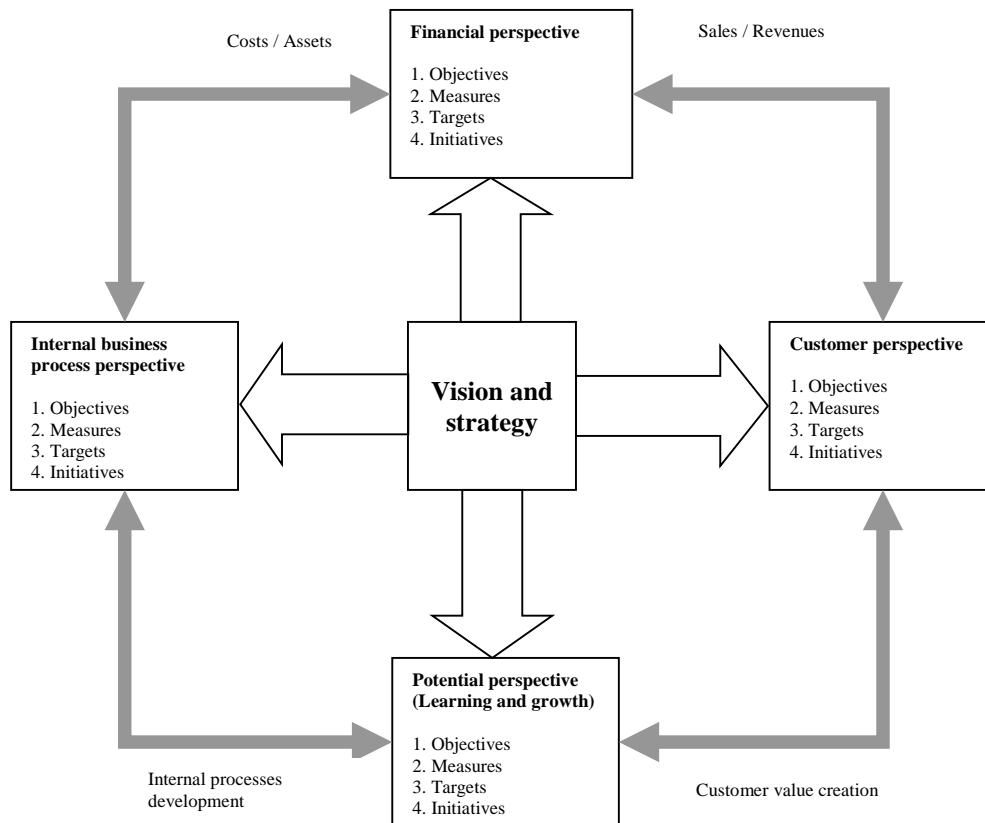 Costs / Assets
Financial perspective
1. Objectives
2. Measures
3. Targets
4. Initiatives
Sales / Revenues
Internal business
process perspective
1. Objectives
2. Measures
3. Targets
4. Initiatives
Vision and
strategy
Customer perspective
1. Objectives
2. Measures
3. Targets
4. Initiatives
Potential perspective
(Learning and growth)
1. Objectives
2. Measures
3. Targets
4. Initiatives
Internal processes
development
Customer value creation